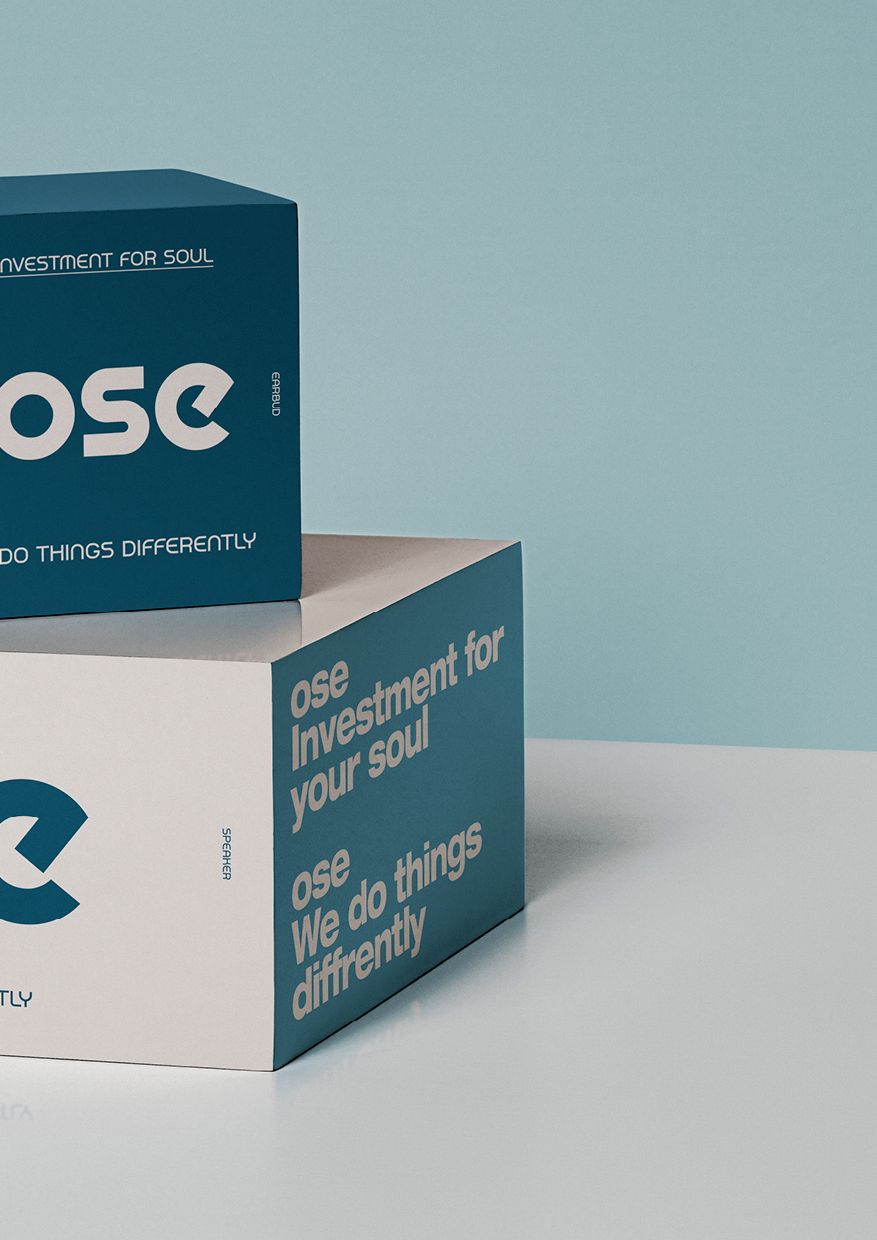 NVESTMENT FOR SOUL
ose
EARBUD
DO THINGS DIFFERENTLY
e
SPEAKER
TLY
ose
Investment for
your soul
ose
We do things
diffrently